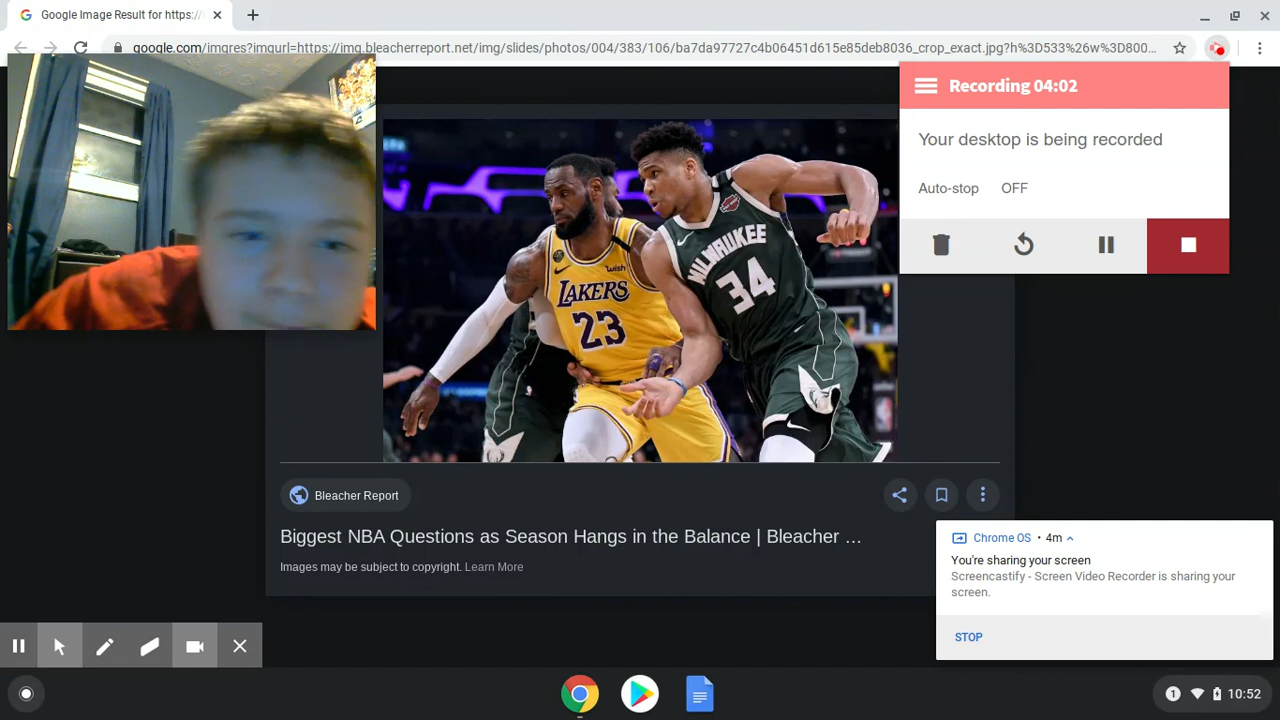 Google Image Result for https://
google.com/imgres?imgurl=https://img.bleacherreport.net/img/slides/photos/004/383/106/ba7da97727c4b06451d615e85deb8036_crop_exact.jpg?h%3D533%26w%3D800...
Recording 04:02
Your desktop is being recorded
Auto-stop OFF
wish
LAKERS
23
MILWAUKEE
34
Bleacher Report
Biggest NBA Questions as Season Hangs in the Balance | Bleacher ...
Images may be subject to copyright. Learn More
Chrome OS • 4m
You're sharing your screen
Screencastify - Screen Video Recorder is sharing your
screen.
STOP
1
10:52